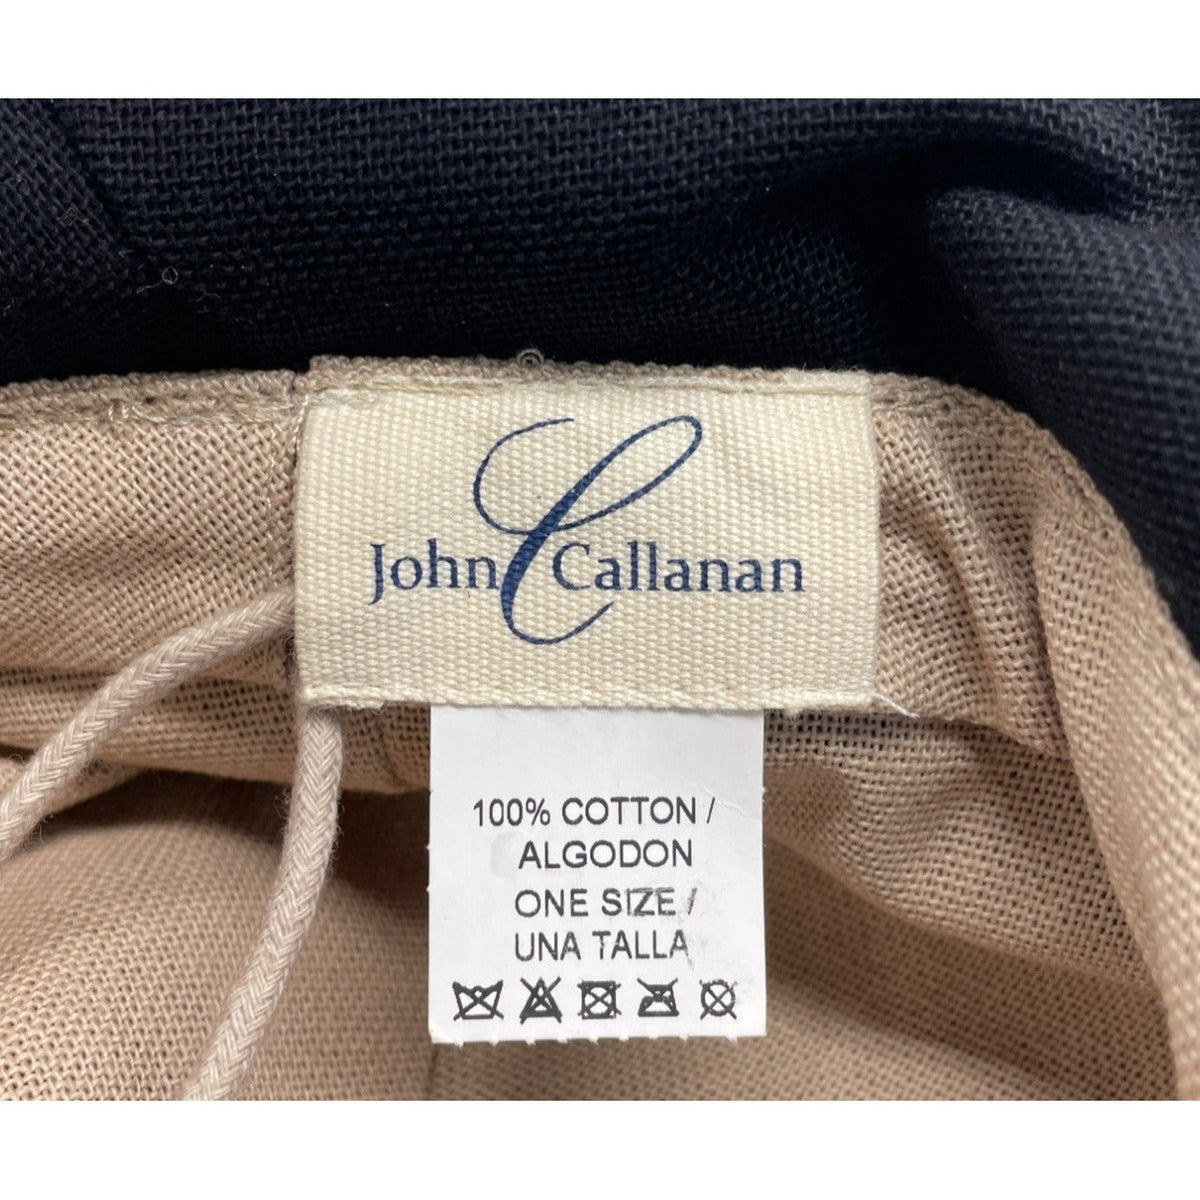 John C Callanan
100% COTTON /
ALGODON
ONE SIZE /
UNA TALLA